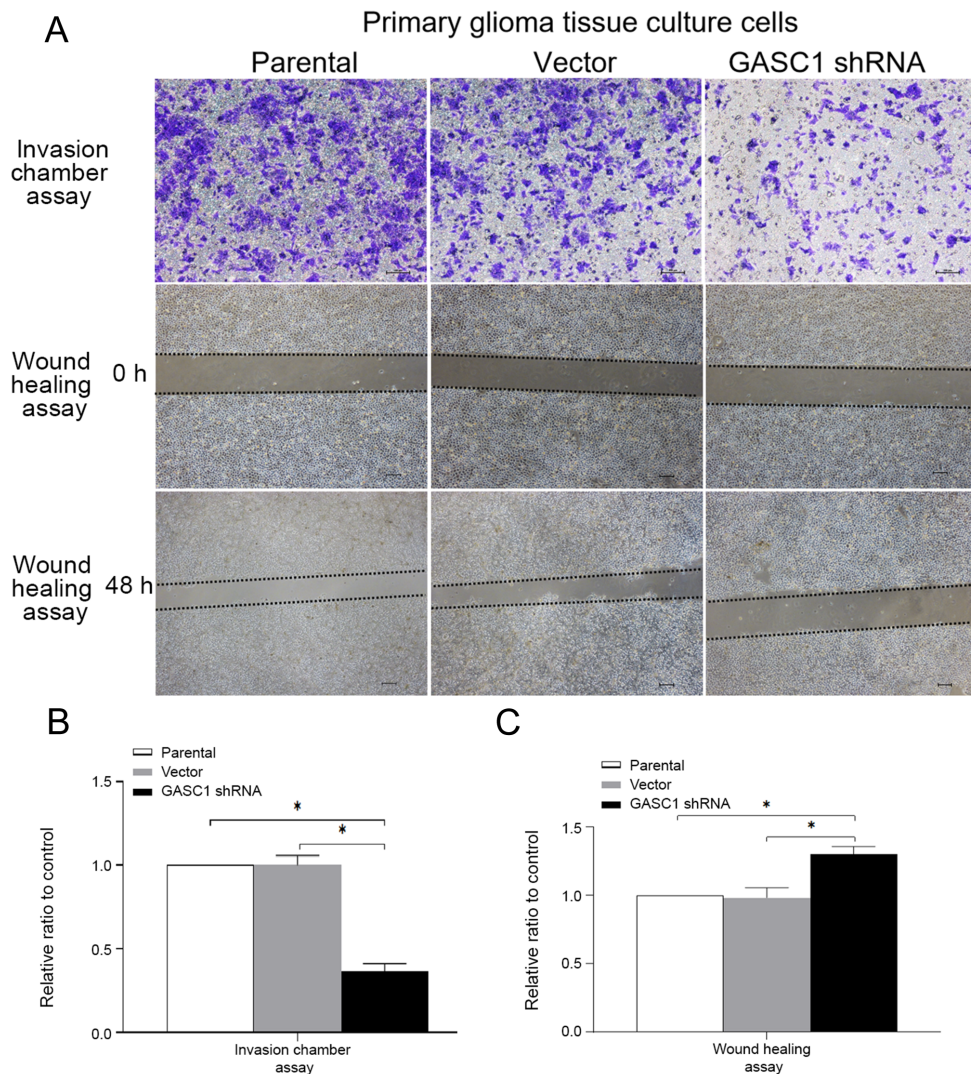 A
Primary glioma tissue culture cells
Parental Vector GASC1 shRNA
Invasion
chamber
assay
Wound
healing
assay
0 h
Wound
healing
assay
48 h
B
Parental
Vector
GASC1 shRNA
Relative ratio to control
1.5
1.0
0.5
0.0
*
*
Invasion chamber
assay
C
Parental
Vector
GASC1 shRNA
Relative ratio to control
1.5
1.0
0.5
0.0
*
*
Wound healing
assay